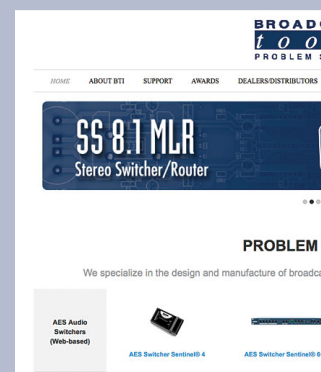 BROADC
t o o
PROBLEM S
HOME ABOUT BTI SUPPORT AWARDS DEALERS/DISTRIBUTORS
SS 8.1 MLR
Stereo Switcher/Router
PROBLEM
We specialize in the design and manufacture of broadca
AES Audio
Switchers
(Web-based)
AES Switcher Sentinel® 4 AES Switcher Sentinel® 6